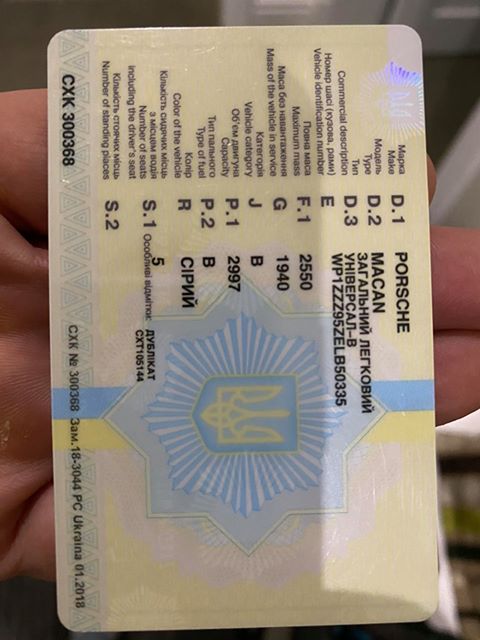 Марка
Make D.1 PORSCHE
Модель
Type D.2 MACAN
Тип
Commercial description D.3 ЗАГАЛЬНИЙ ЛЕГКОВИЙ
УНІВЕРСАЛ-B
Номер шасі (кузова, рами)
Vehicle identification number E WP1ZZZ95ZELB50335
Повна маса
Maximum mass F.1 2550
Маса без навантаження
Mass of the vehicle in service G 1940
Категорія
Vehicle category J B
Об'єм двигуна
Capacity P.1 2997
Тип пального
Type of fuel P.2 B
Колір
Color of the vehicle R СІРИЙ
Кількість сидячих місць
з місцем водія
Number of seats
including the driver's seat S.1 5 Особливі відмітки: ДУБЛІКАТ
СХТ105144
Кількість стоячих місць
Number of standing places S.2
СХК 300368
СХК № 300368 Зам.18-3044 РС Ukraina 01.2018